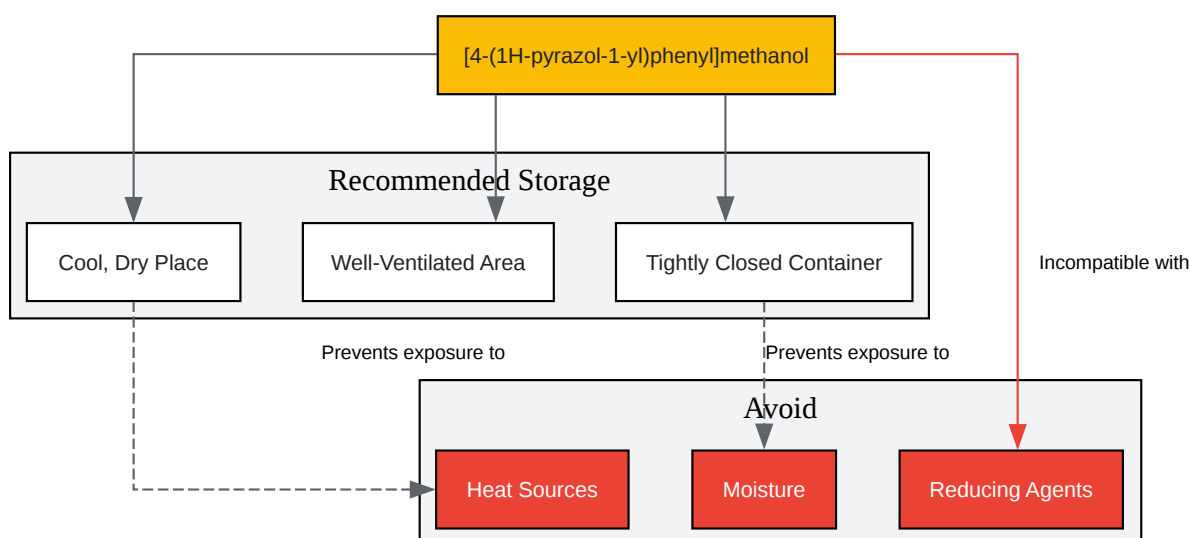 [4-(1H-pyrazol-1-yl)phenyl]methanol
Recommended Storage
Cool, Dry Place
Well-Ventilated Area
Tightly Closed Container
Incompatible with
Prevents exposure to
Prevents exposure to
Avoid
Heat Sources
Moisture
Reducing Agents